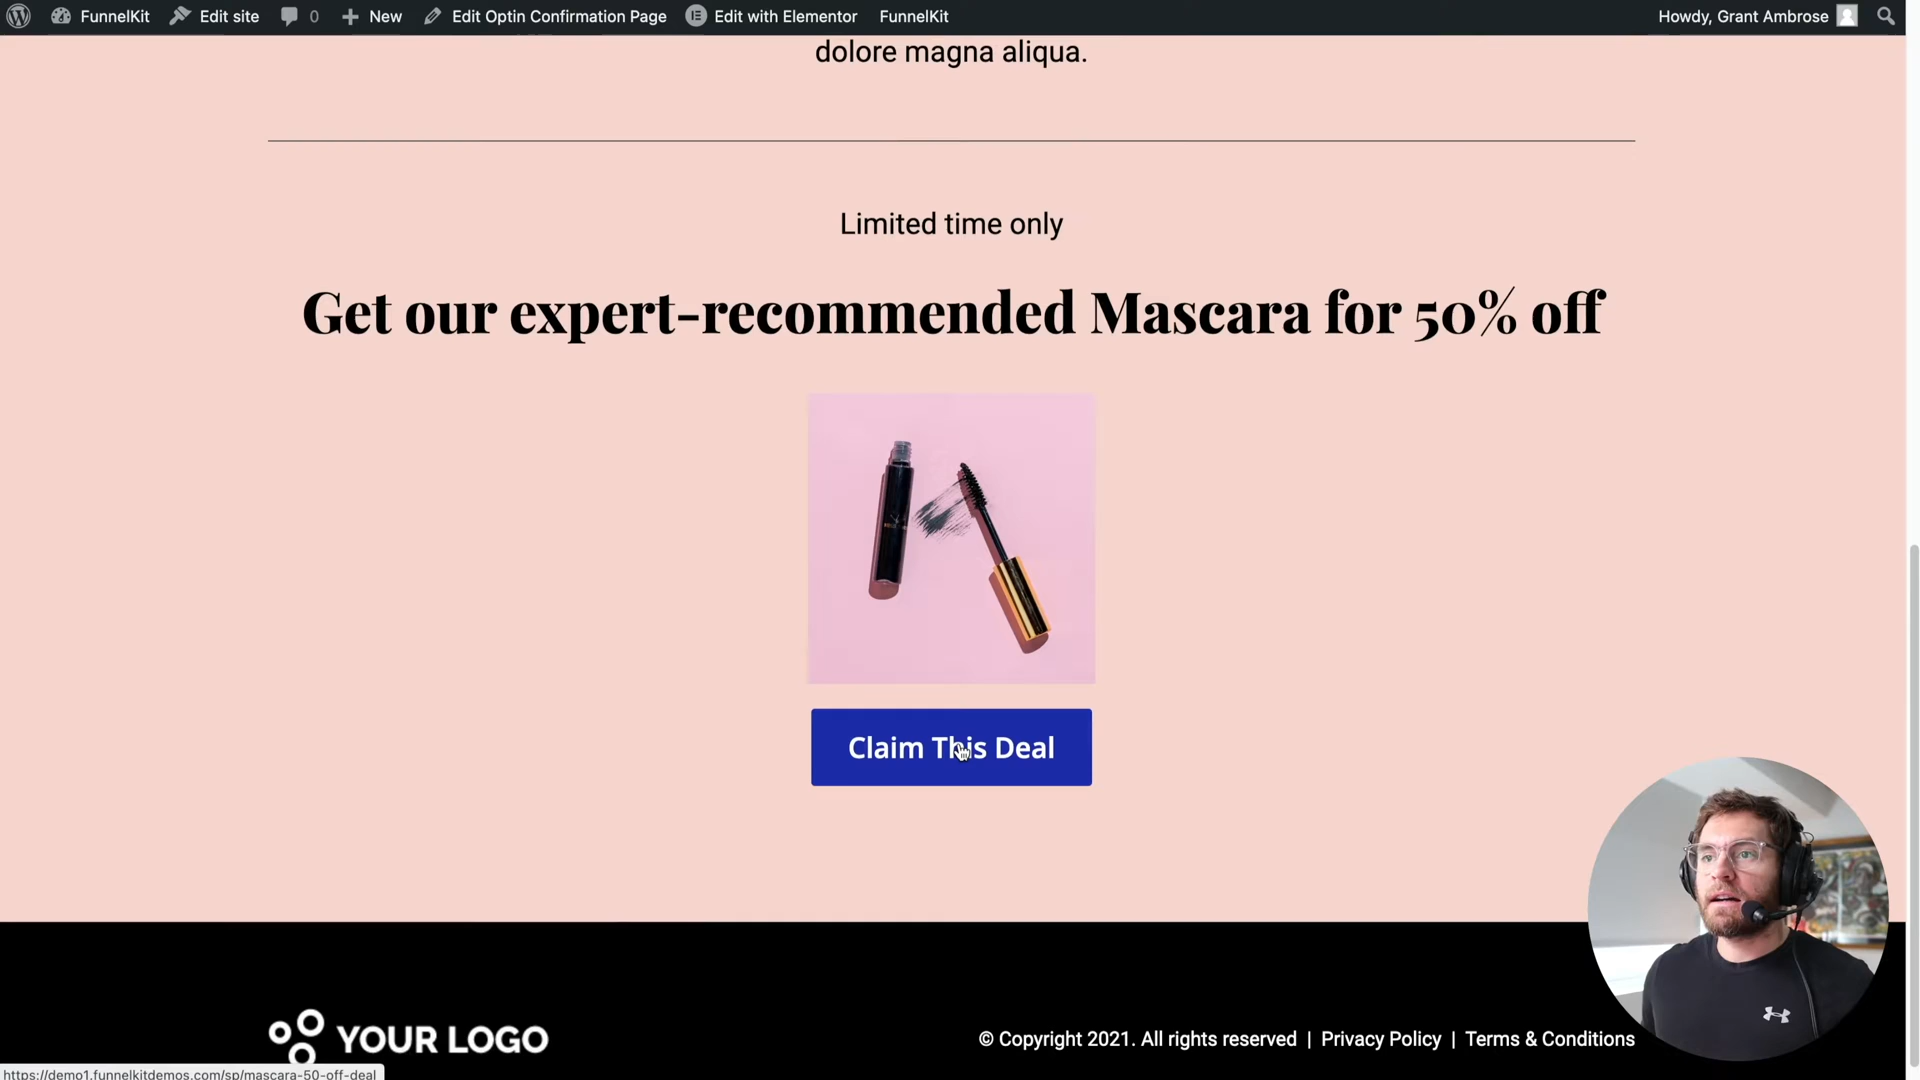 FunnelKit Edit site 0 New Edit Optin Confirmation Page Edit with Elementor FunnelKit Howdy, Grant Ambrose
dolore magna aliqua.
Limited time only
Get our expert-recommended Mascara for 50% off
Claim This Deal
YOUR LOGO
© Copyright 2021. All rights reserved | Privacy Policy | Terms & Conditions
https://demo1.funnelkitdemos.com/sp/mascara-50-off-deal